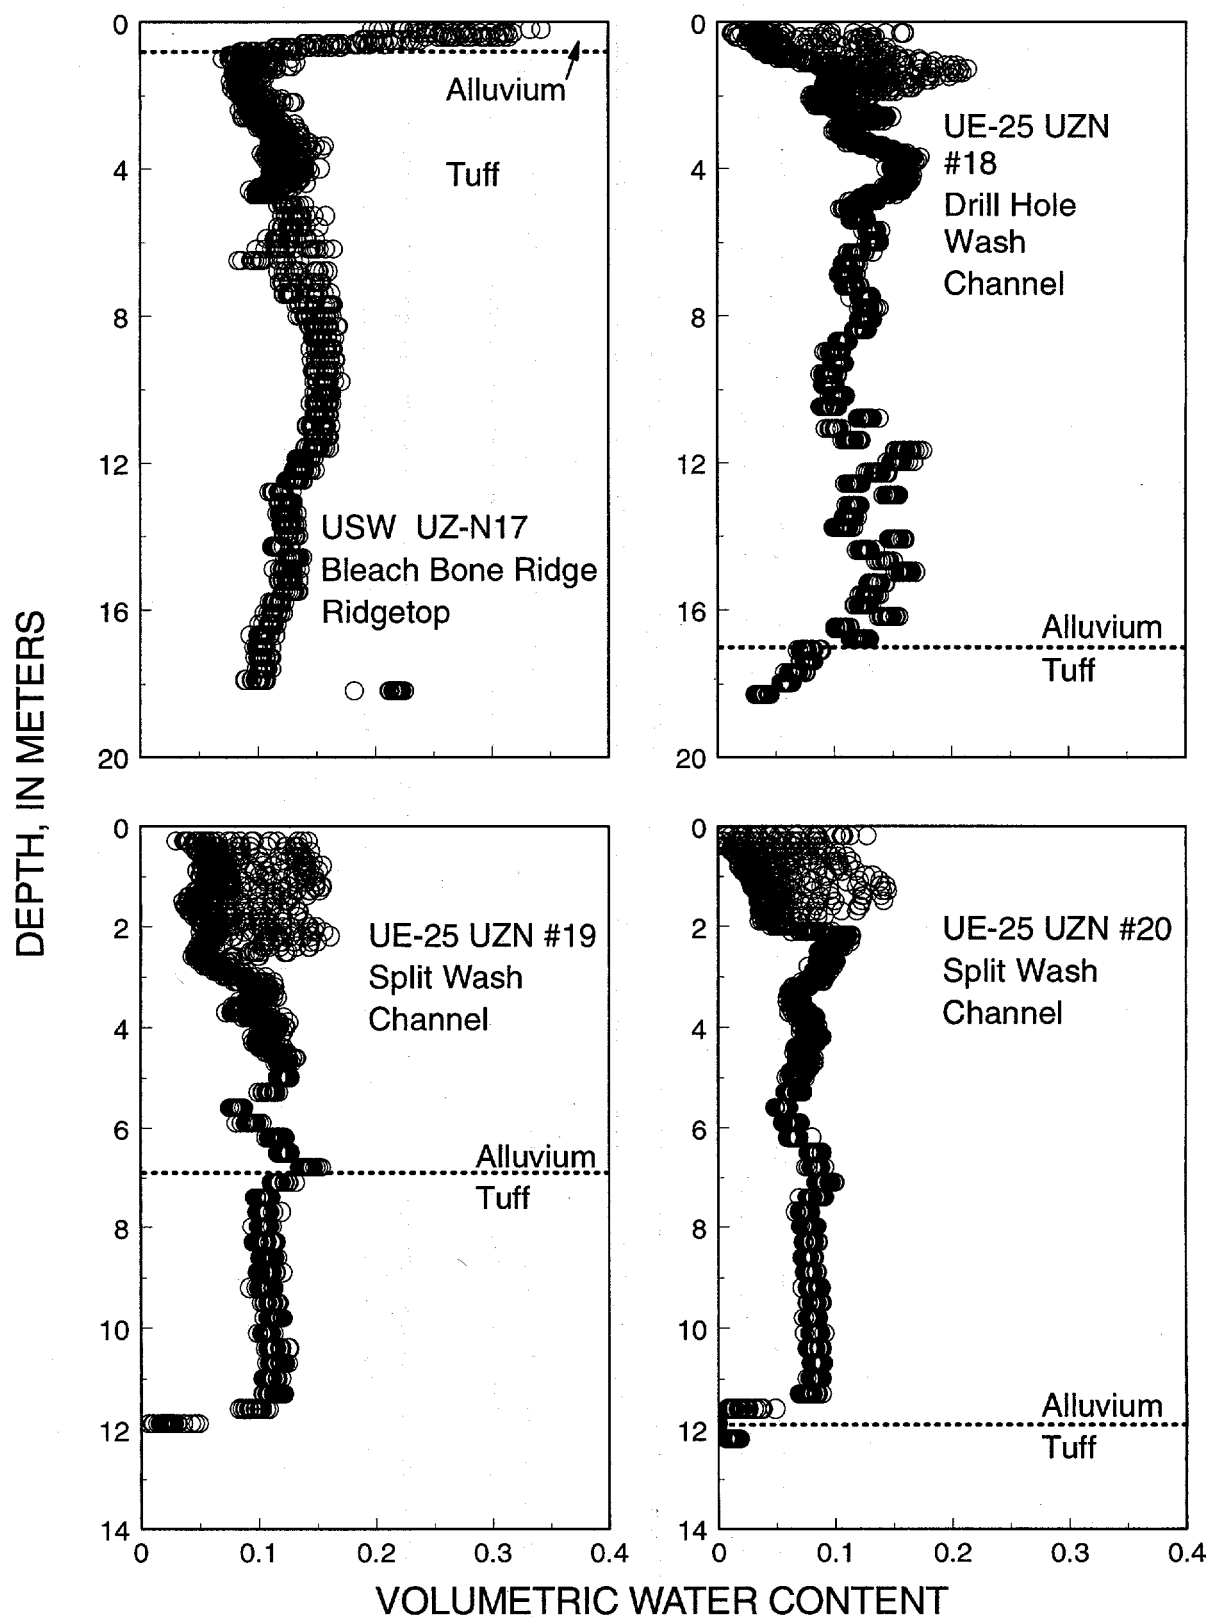 DEPTH, IN METERS
0
4
8
12
16
20
Alluvium
Tuff
USW UZ-N17
Bleach Bone Ridge
Ridgetop
0
4
8
12
16
20
UE-25 UZN
#18
Drill Hole
Wash
Channel
Alluvium
Tuff
0
2
4
6
8
10
12
14
UE-25 UZN #19
Split Wash
Channel
Alluvium
Tuff
0
0.1
0.2
0.3
0.4
0
2
4
6
8
10
12
14
UE-25 UZN #20
Split Wash
Channel
Alluvium
Tuff
0
0.1
0.2
0.3
0.4
VOLUMETRIC WATER CONTENT